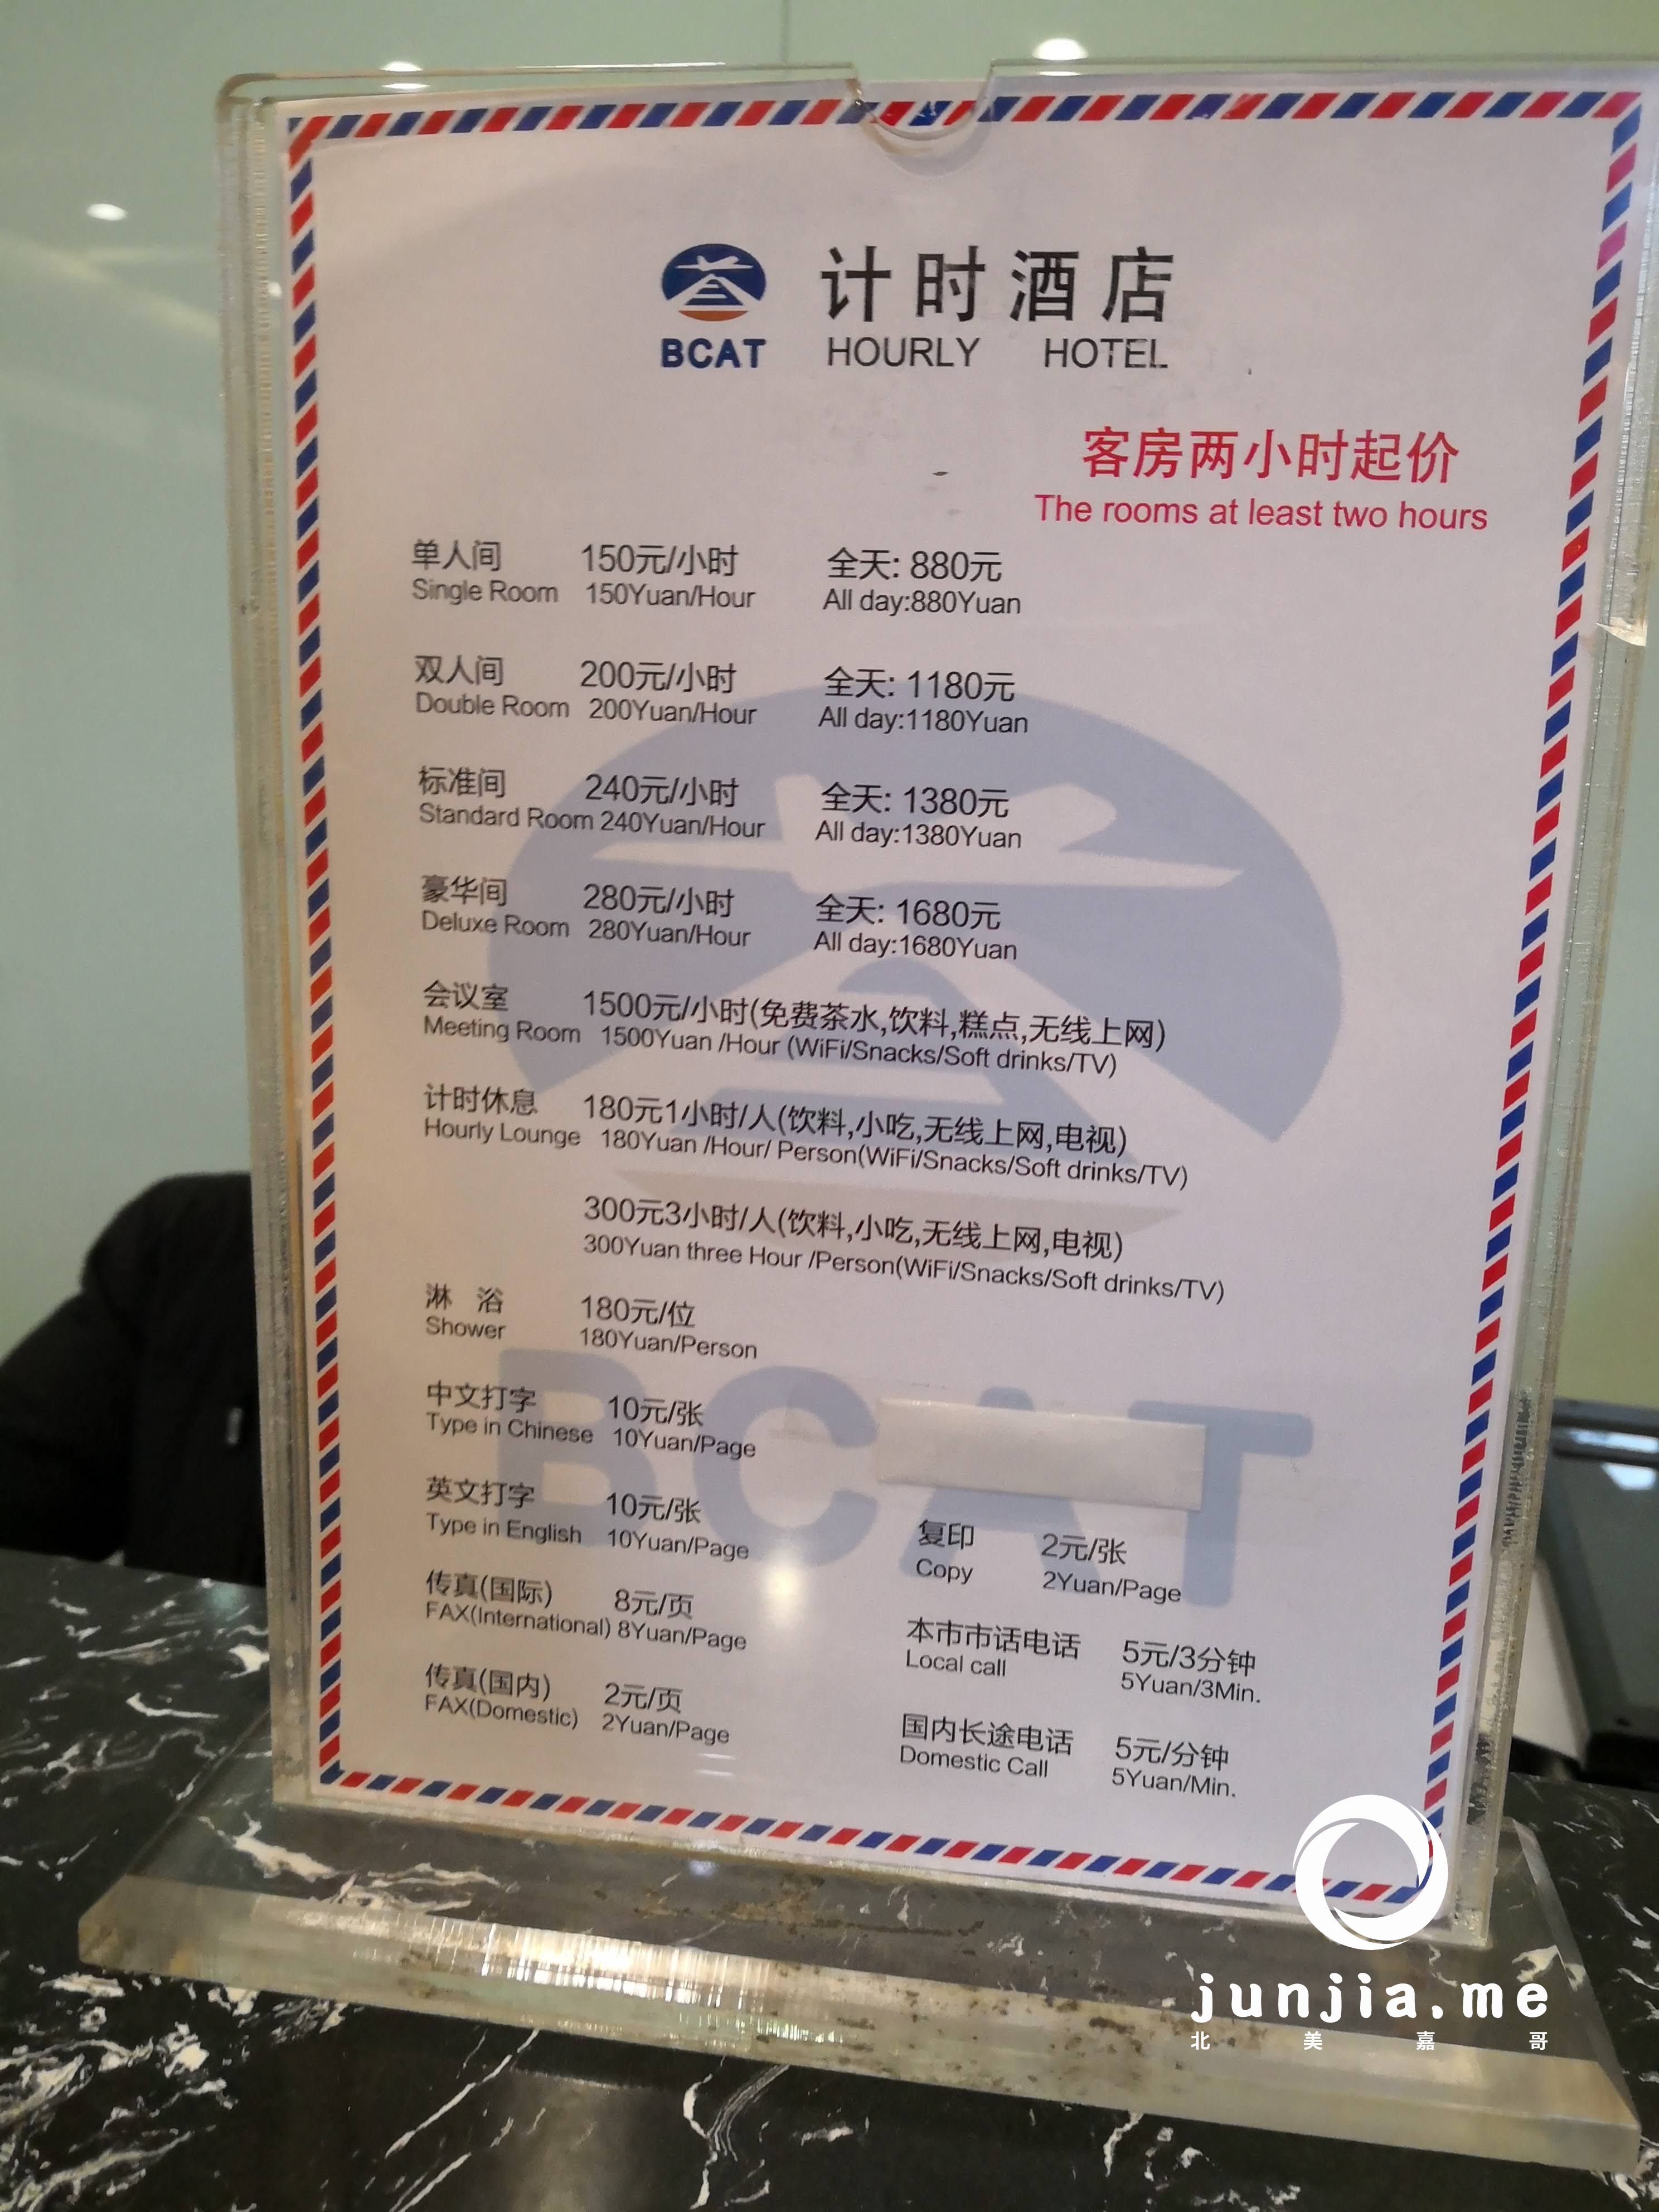 计时酒店
BCAT HOURLY HOTEL
客房两小时起价
The rooms at least two hours
单人间 150元/小时 全天: 880元
Single Room 150Yuan/Hour All day:880Yuan
双人间 200元/小时 全天: 1180元
Double Room 200Yuan/Hour All day:1180Yuan
标准间 240元/小时 全天: 1380元
Standard Room 240Yuan/Hour All day:1380Yuan
豪华间 280元/小时 全天: 1680元
Deluxe Room 280Yuan/Hour All day:1680Yuan
会议室 1500元/小时(免费茶水,饮料,糕点,无线上网)
Meeting Room 1500Yuan /Hour (WiFi/Snacks/Soft drinks/TV)
计时休息 180元1小时/人(饮料,小吃,无线上网,电视)
Hourly Lounge 180Yuan /Hour/ Person(WiFi/Snacks/Soft drinks/TV)
300元3小时/人(饮料,小吃,无线上网,电视)
300Yuan three Hour /Person(WiFi/Snacks/Soft drinks/TV)
淋 浴 180元/位
Shower 180Yuan/Person
BCAT
中文打字 10元/张
Type in Chinese 10Yuan/Page
英文打字 10元/张
Type in English 10Yuan/Page
传真(国际) 8元/页
FAX(International) 8Yuan/Page
传真(国内) 2元/页
FAX(Domestic) 2Yuan/Page
复印 2元/张
Copy 2Yuan/Page
本市市话电话 5元/3分钟
Local call 5Yuan/3Min.
国内长途电话 5元/分钟
Domestic Call 5Yuan/Min.
junjia.me
北美嘉哥